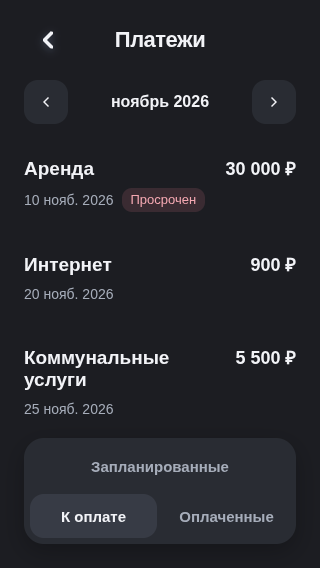 Платежи
ноябрь 2026
Аренда 30 000 ₽
10 нояб. 2026 Просрочен
Интернет 900 ₽
20 нояб. 2026
Коммунальные 5 500 ₽
услуги
25 нояб. 2026
Запланированные
К оплате Оплаченные